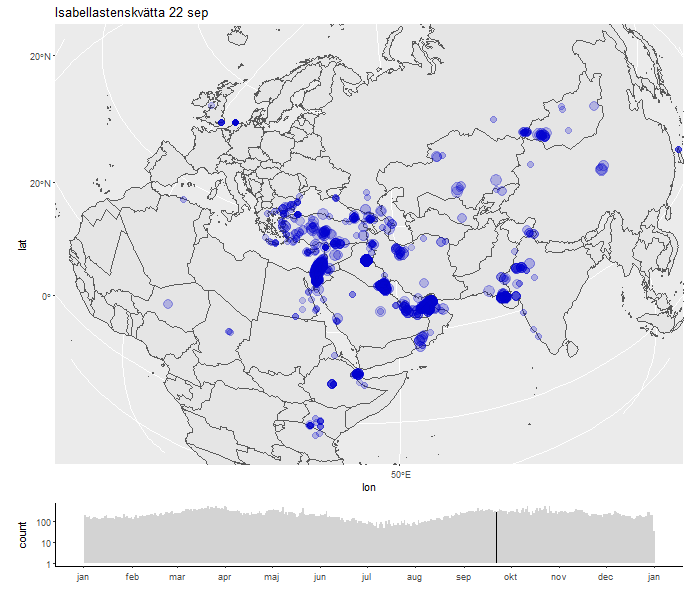 Isabellastenskvätta 22 sep
20°N
20°N
lat
0°
50°E
lon
count
100
10
1
jan feb mar apr maj jun jul aug sep okt nov dec jan